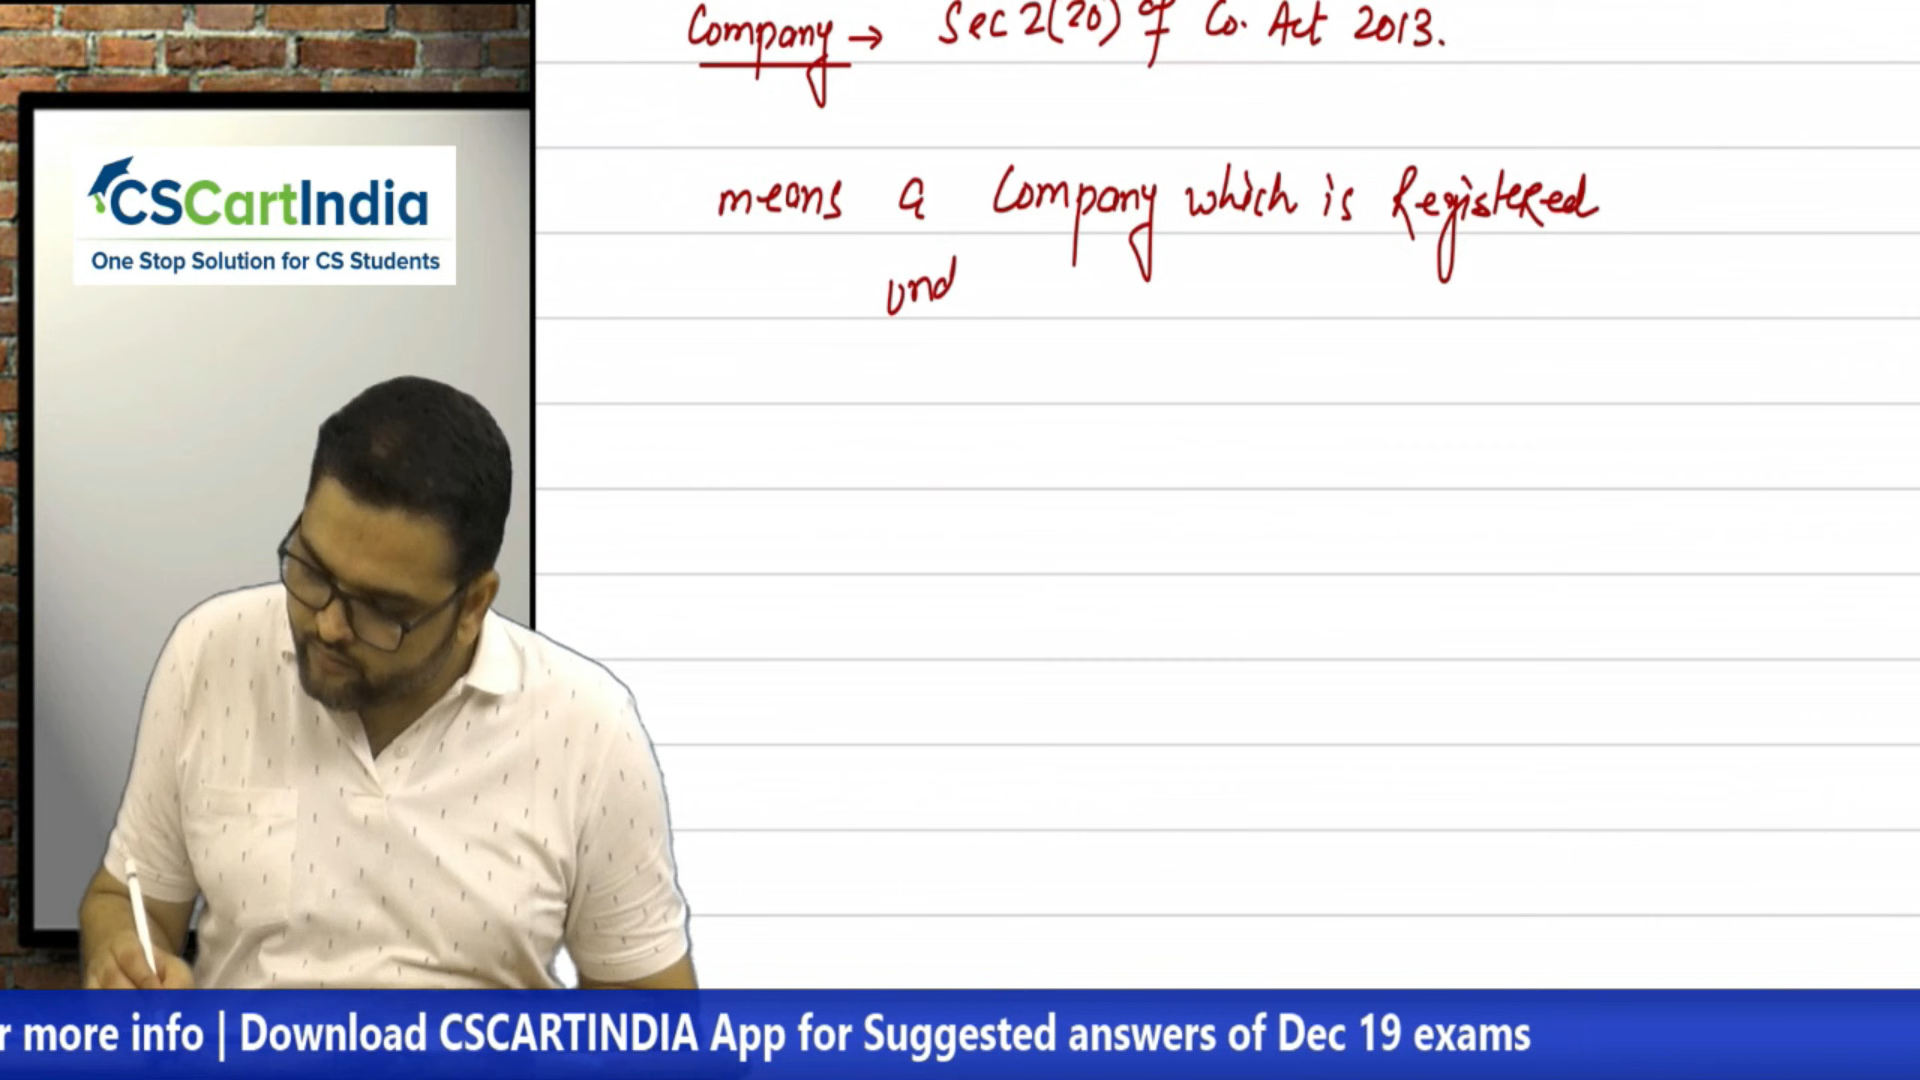 Company → Sec 2(20) of Co. Act 2013.
means a Company which is Registered
und
CSCartIndia
One Stop Solution for CS Students
r more info | Download CSCARTINDIA App for Suggested answers of Dec 19 exams